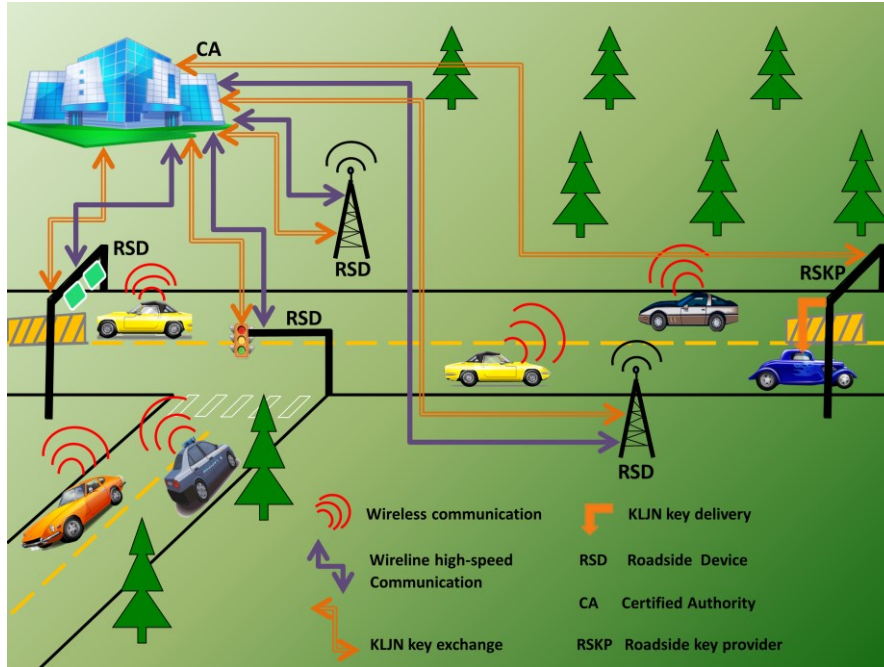 CA
RSD
RSD
RSKP
RSD
RSD
Wireless communication
KLJN key delivery
Wireline high-speed
Communication
RSD Roadside Device
CA Certified Authority
KLJN key exchange
RSKP Roadside key provider